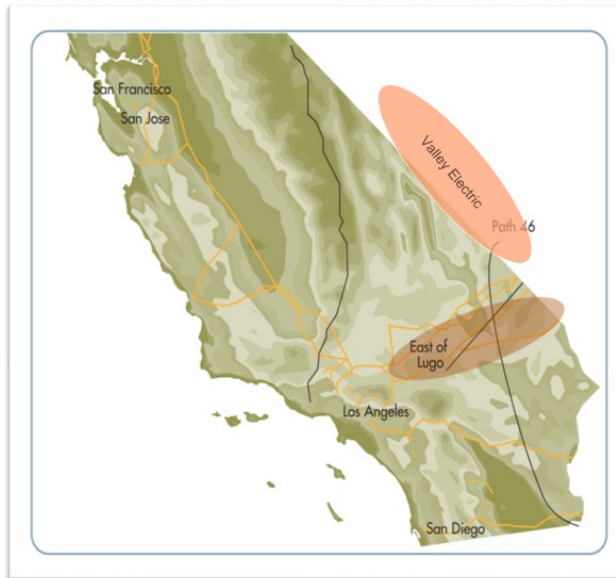 San Francisco
San Jose
Valley Electric
Path 46
East of
Lugo
Los Angeles
San Diego